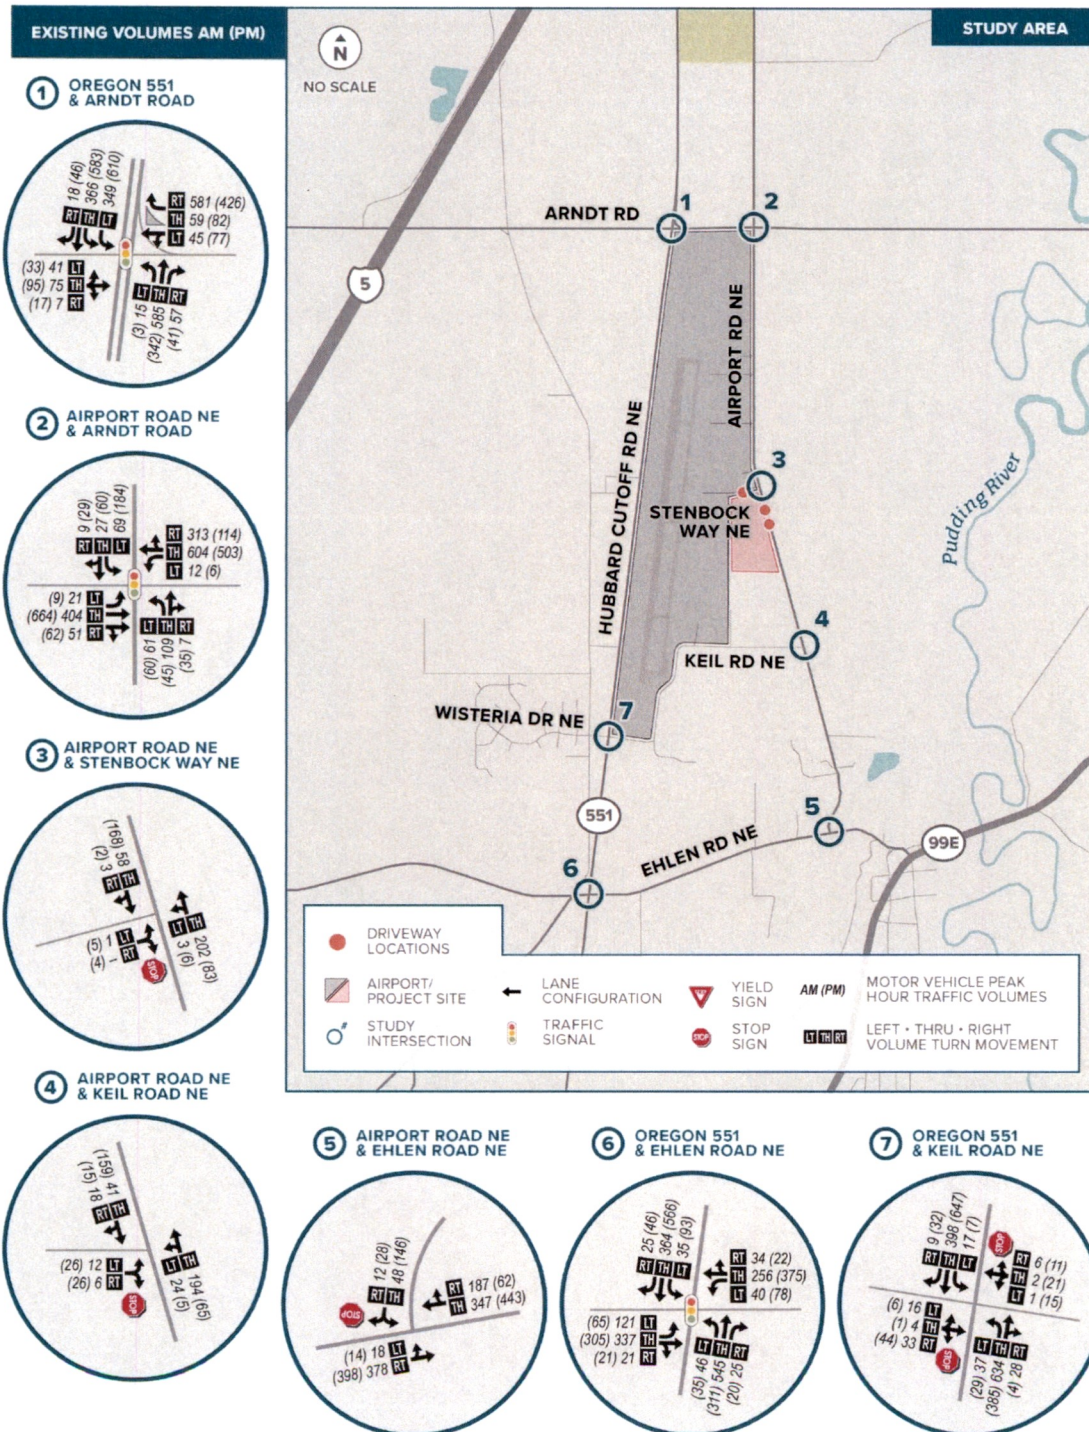 EXISTING VOLUMES AM (PM)
STUDY AREA
N
NO SCALE
1 OREGON 551
& ARNDT ROAD
18 (46)
366 (583)
349 (610)
RT TH LT
RT 581 (426)
TH 59 (82)
LT 45 (77)
(33) 41 LT
(95) 75 TH
(17) 7 RT
LT TH RT
(3) 15
(342) 585
(41) 57
2 AIRPORT ROAD NE
& ARNDT ROAD
9 (29)
27 (60)
69 (184)
RT TH LT
RT 313 (114)
TH 604 (503)
LT 12 (6)
(9) 21 LT
(664) 404 TH
(62) 51 RT
LT TH RT
(60) 61
(45) 109
(35) 7
3 AIRPORT ROAD NE
& STENBOCK WAY NE
(168) 58
(2) 3
RT TH
(5) 1 LT
(4) – RT
STOP
LT TH
202 (83)
3 (6)
4 AIRPORT ROAD NE
& KEIL ROAD NE
(159) 41
(15) 18
RT TH
(26) 12 LT
(26) 6 RT
STOP
LT TH
194 (65)
24 (5)
ARNDT RD
1
2
5
AIRPORT RD NE
HUBBARD CUTOFF RD NE
3
STENBOCK
WAY NE
Pudding River
4
KEIL RD NE
WISTERIA DR NE
7
551
5
EHLEN RD NE
99E
6
DRIVEWAY
LOCATIONS
AIRPORT/
PROJECT SITE
LANE
CONFIGURATION
YIELD
SIGN
AM (PM) MOTOR VEHICLE PEAK
HOUR TRAFFIC VOLUMES
STUDY
INTERSECTION
TRAFFIC
SIGNAL
STOP
STOP
SIGN
LT TH RT LEFT • THRU • RIGHT
VOLUME TURN MOVEMENT
5 AIRPORT ROAD NE
& EHLEN ROAD NE
12 (28)
48 (146)
RT TH
STOP
RT 187 (62)
TH 347 (443)
(14) 18 LT
(398) 378 RT
6 OREGON 551
& EHLEN ROAD NE
25 (46)
364 (566)
35 (93)
RT TH LT
RT 34 (22)
TH 256 (375)
LT 40 (78)
(65) 121 LT
(305) 337 TH
(21) 21 RT
LT TH RT
(35) 46
(311) 545
(20) 25
7 OREGON 551
& KEIL ROAD NE
9 (32)
398 (647)
17 (7)
RT TH LT
STOP
RT 6 (11)
TH 2 (21)
LT 1 (15)
(6) 16 LT
(1) 4 TH
(44) 33 RT
STOP
LT TH RT
(29) 37
(385) 634
(4) 28